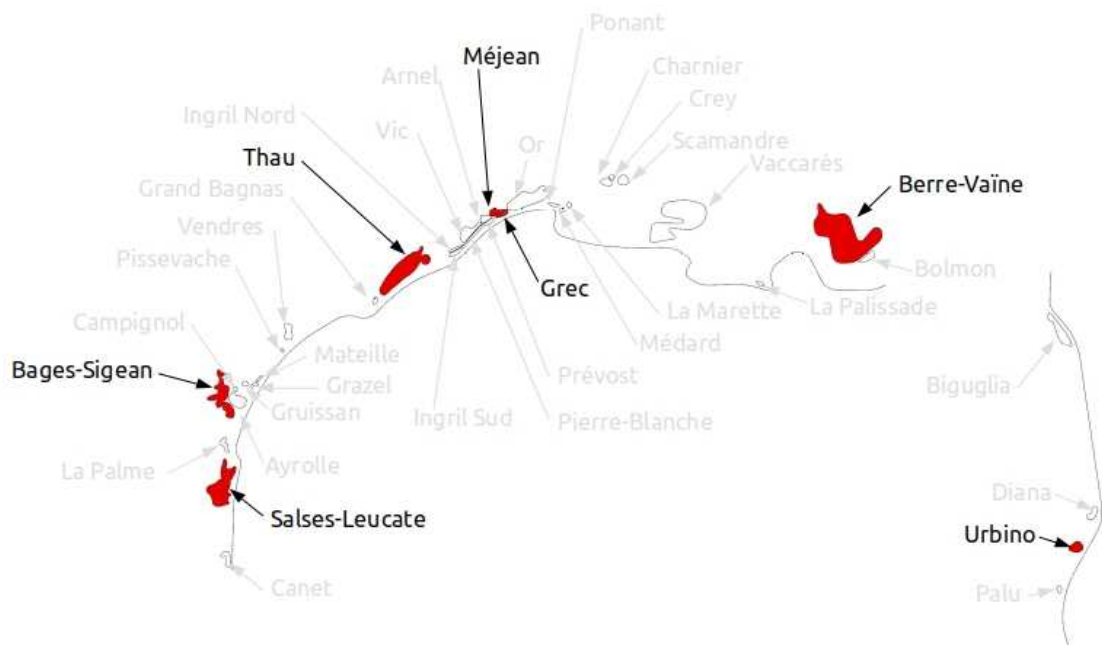 Ponant
Méjean
Arnel
Charnier
Crey
Ingril Nord
Vic
Or
Scamandre
Thau
Vaccarès
Grand Bagnas
Berre-Vaïne
Vendres
Pissevache
Bolmon
Grec
La Marette
La Palissade
Campignol
Médard
Mateille
Bages-Sigean
Prévost
Grazel
Biguglia
Gruissan
Ingril Sud
Pierre-Blanche
La Palme
Ayrolle
Diana
Salses-Leucate
Urbino
Canet
Palu